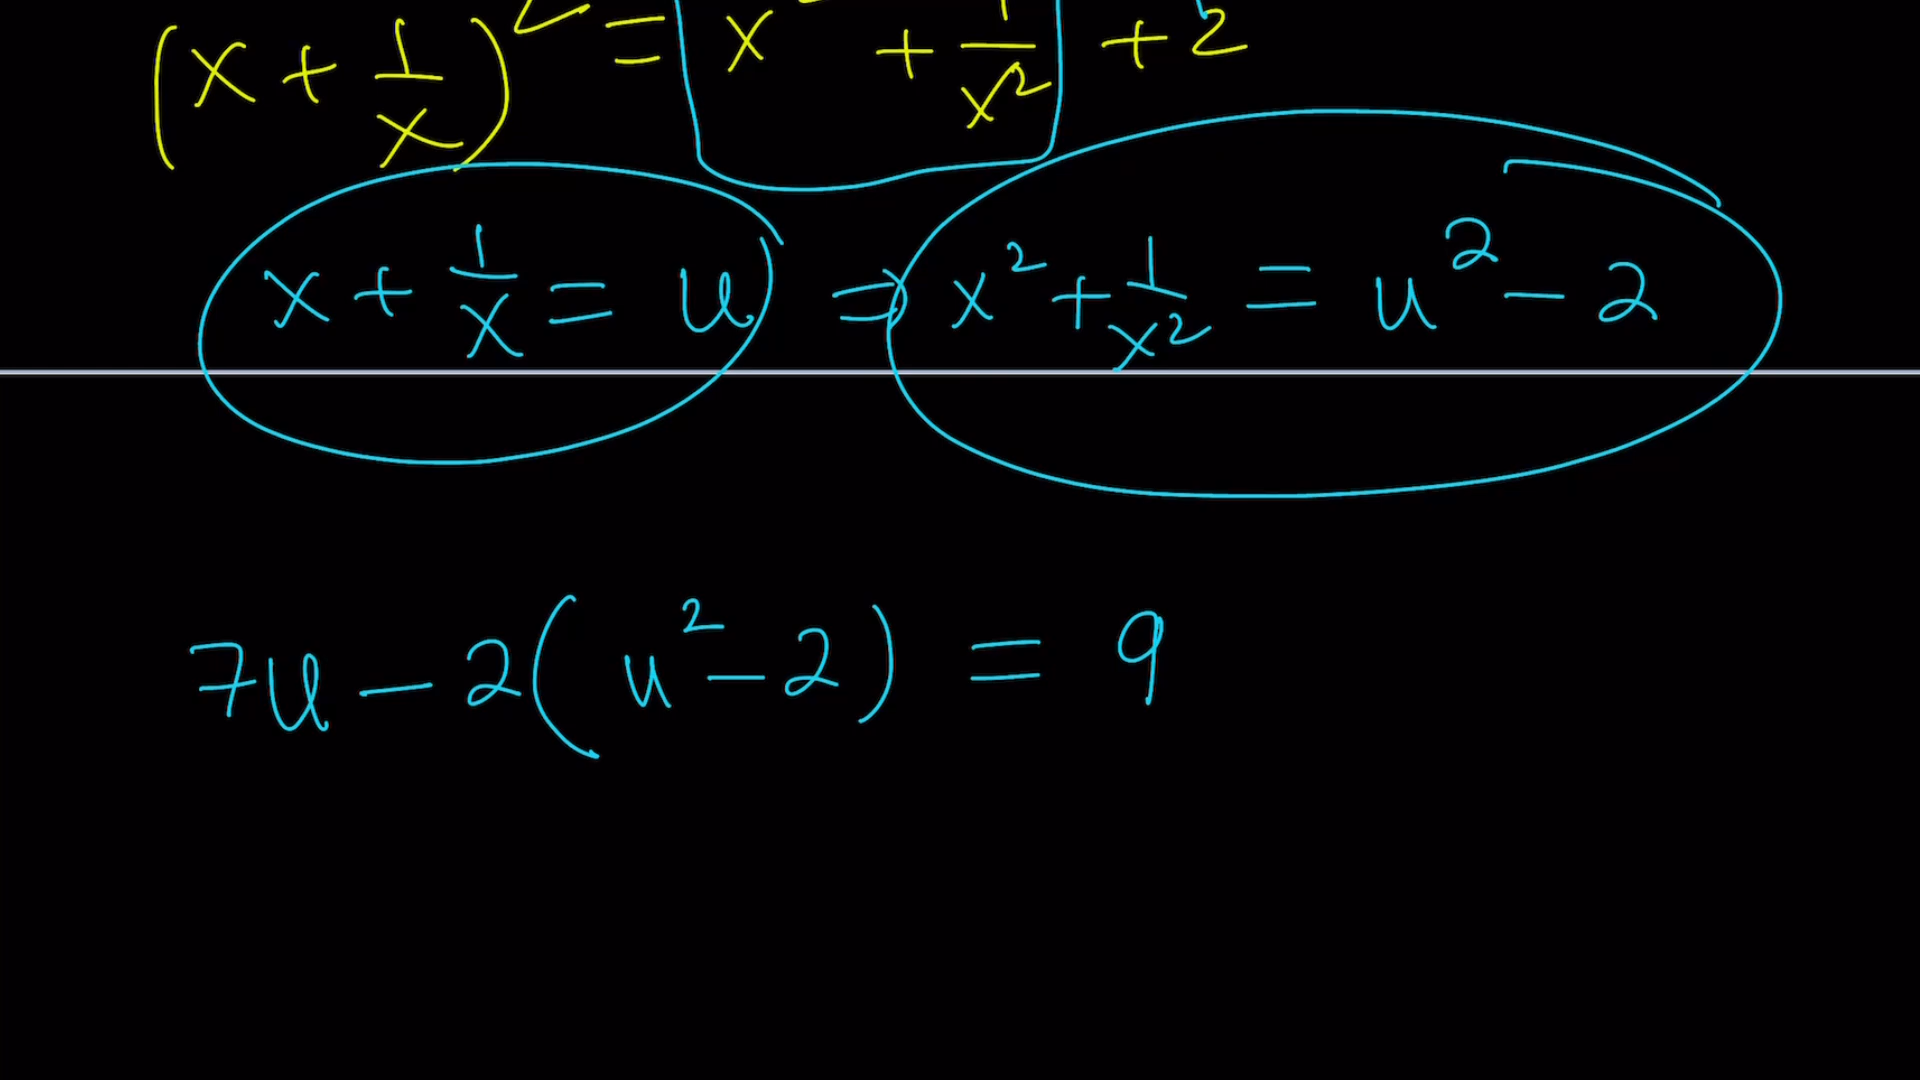 (x + 1/x)² = x² + 1/x² + 2
x + 1/x = u ⇒ x² + 1/x² = u² - 2
7u - 2(u² - 2) = 9